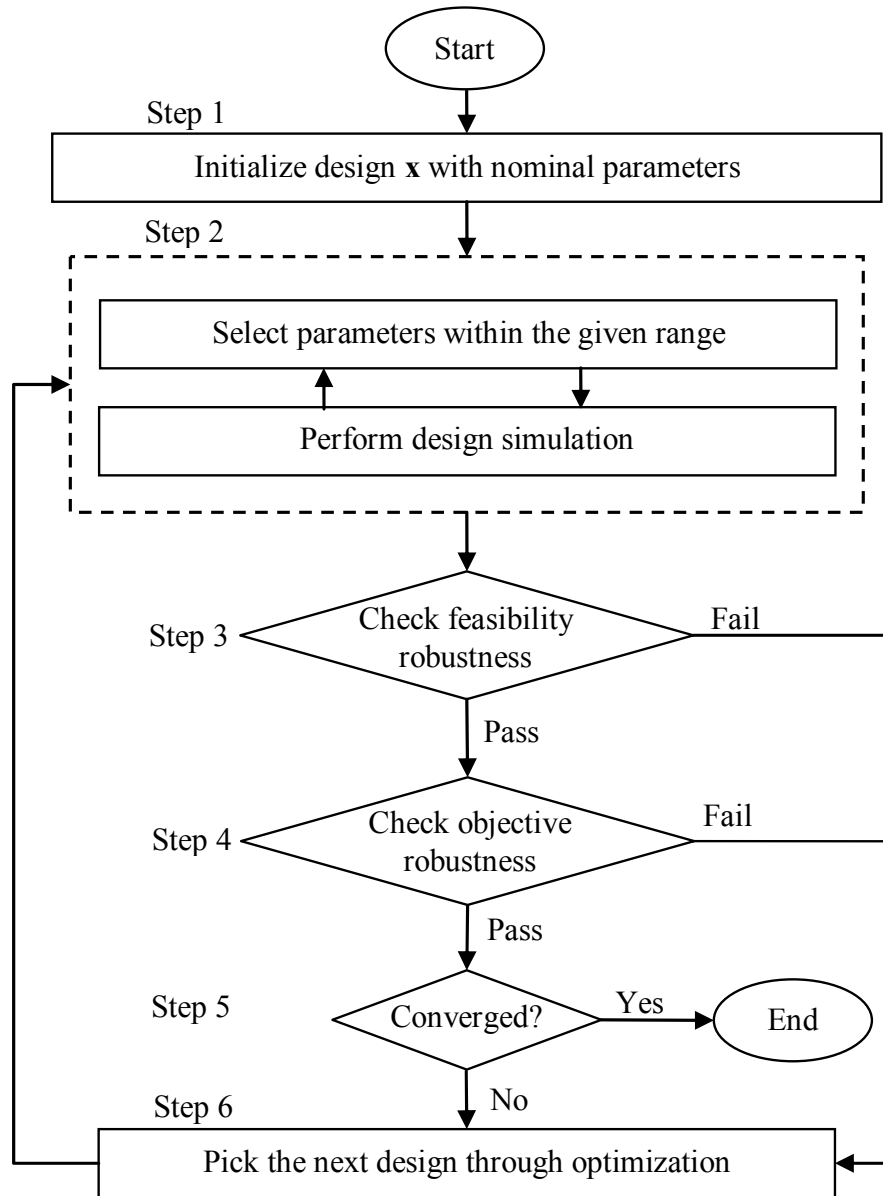 Start
Step 1
Initialize design x with nominal parameters
Step 2
Select parameters within the given range
Perform design simulation
Step 3
Check feasibility
robustness
Fail
Pass
Step 4
Check objective
robustness
Fail
Pass
Step 5
Converged?
Yes
End
No
Step 6
Pick the next design through optimization